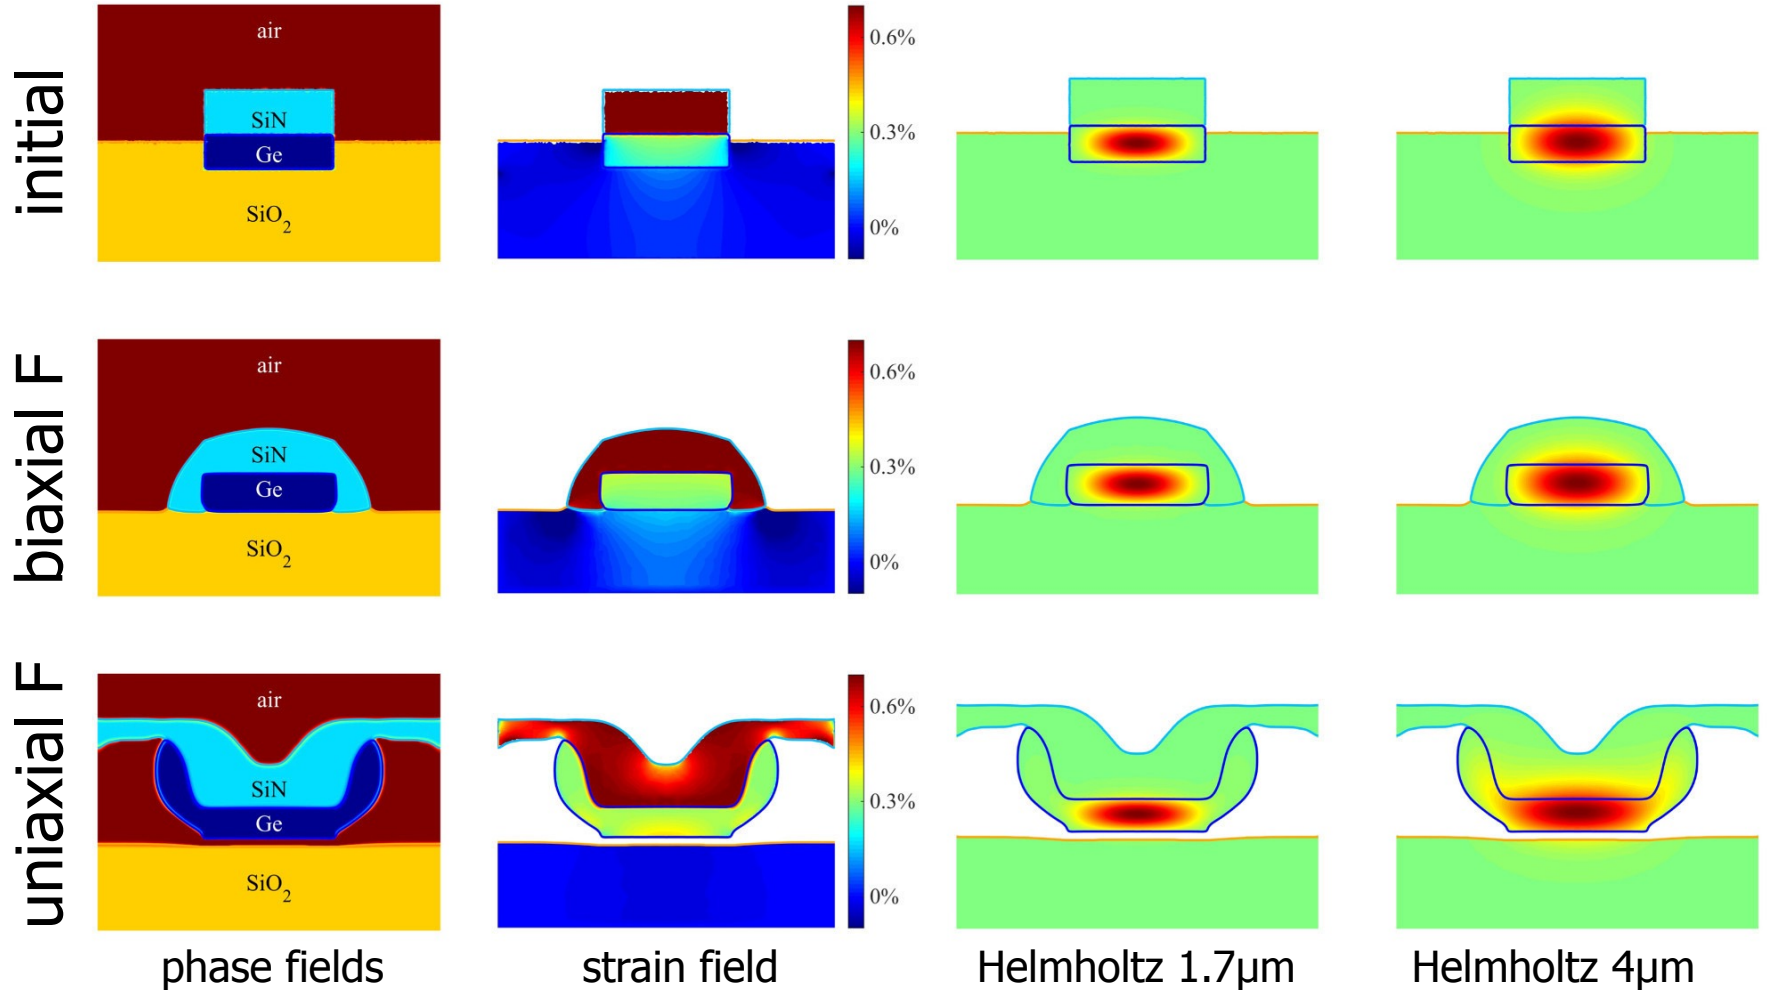 initial
air
SiN
Ge
SiO2
0.6%
0.3%
0%
biaxial F
air
SiN
Ge
SiO2
0.6%
0.3%
0%
uniaxial F
air
SiN
Ge
SiO2
0.6%
0.3%
0%
phase fields
strain field
Helmholtz 1.7µm
Helmholtz 4µm